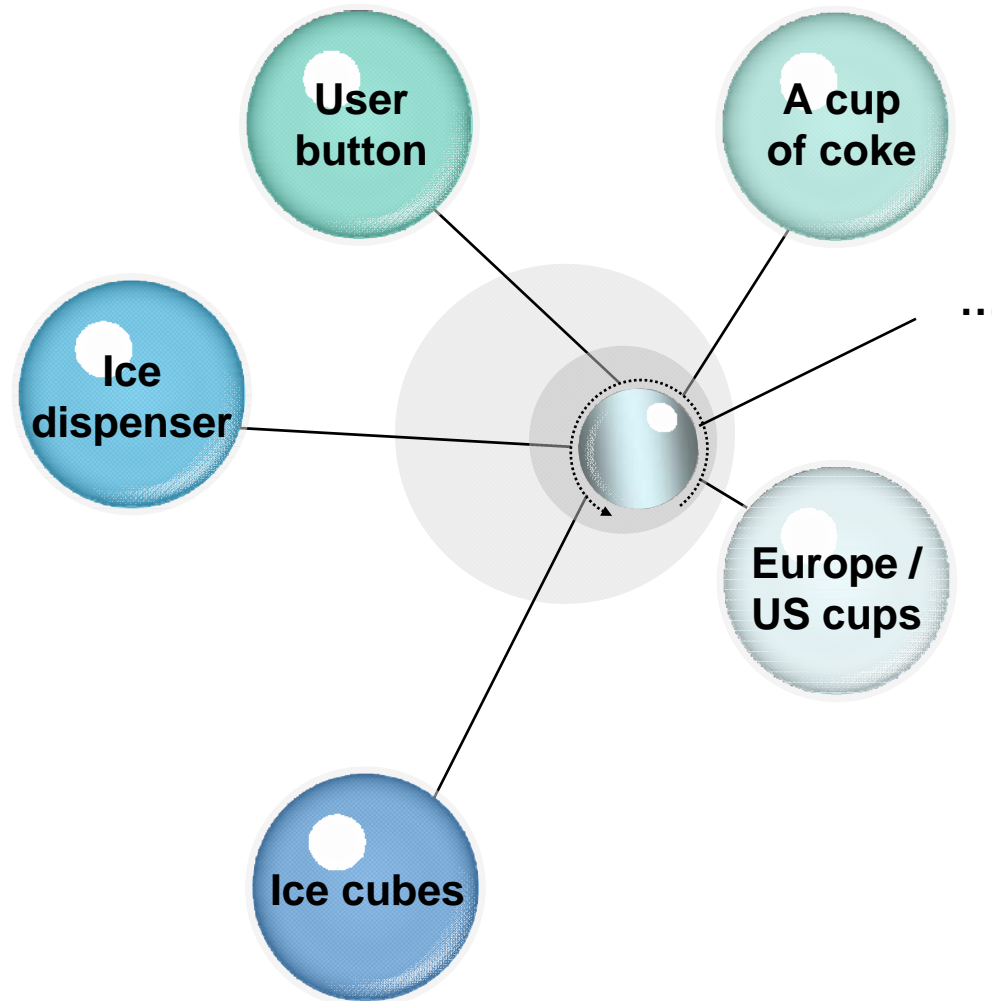 User
button
A cup
of coke
...
Ice
dispenser
Europe /
US cups
Ice cubes